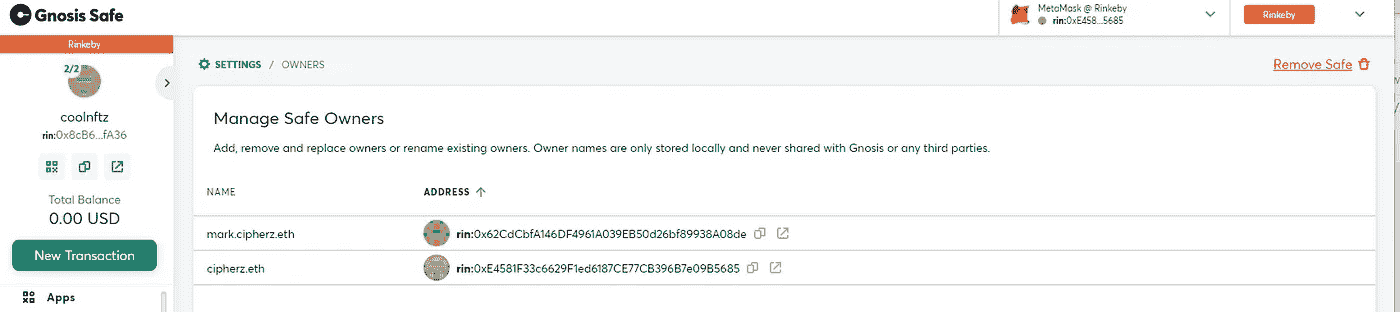 Gnosis Safe
MetaMask @ Rinkeby
rin:0xE458...5685
Rinkeby
Rinkeby
2/2
coolnftz
rin:0x8cB6...fA36
Total Balance
0.00 USD
New Transaction
Apps
SETTINGS / OWNERS
Remove Safe
Manage Safe Owners
Add, remove and replace owners or rename existing owners. Owner names are only stored locally and never shared with Gnosis or any third parties.
NAME ADDRESS
mark.cipherz.eth rin:0x62CdCbfA146DF4961A039EB50d26bf89938A08de
cipherz.eth rin:0xE4581F33c6629F1ed6187CE77CB396B7e09B5685